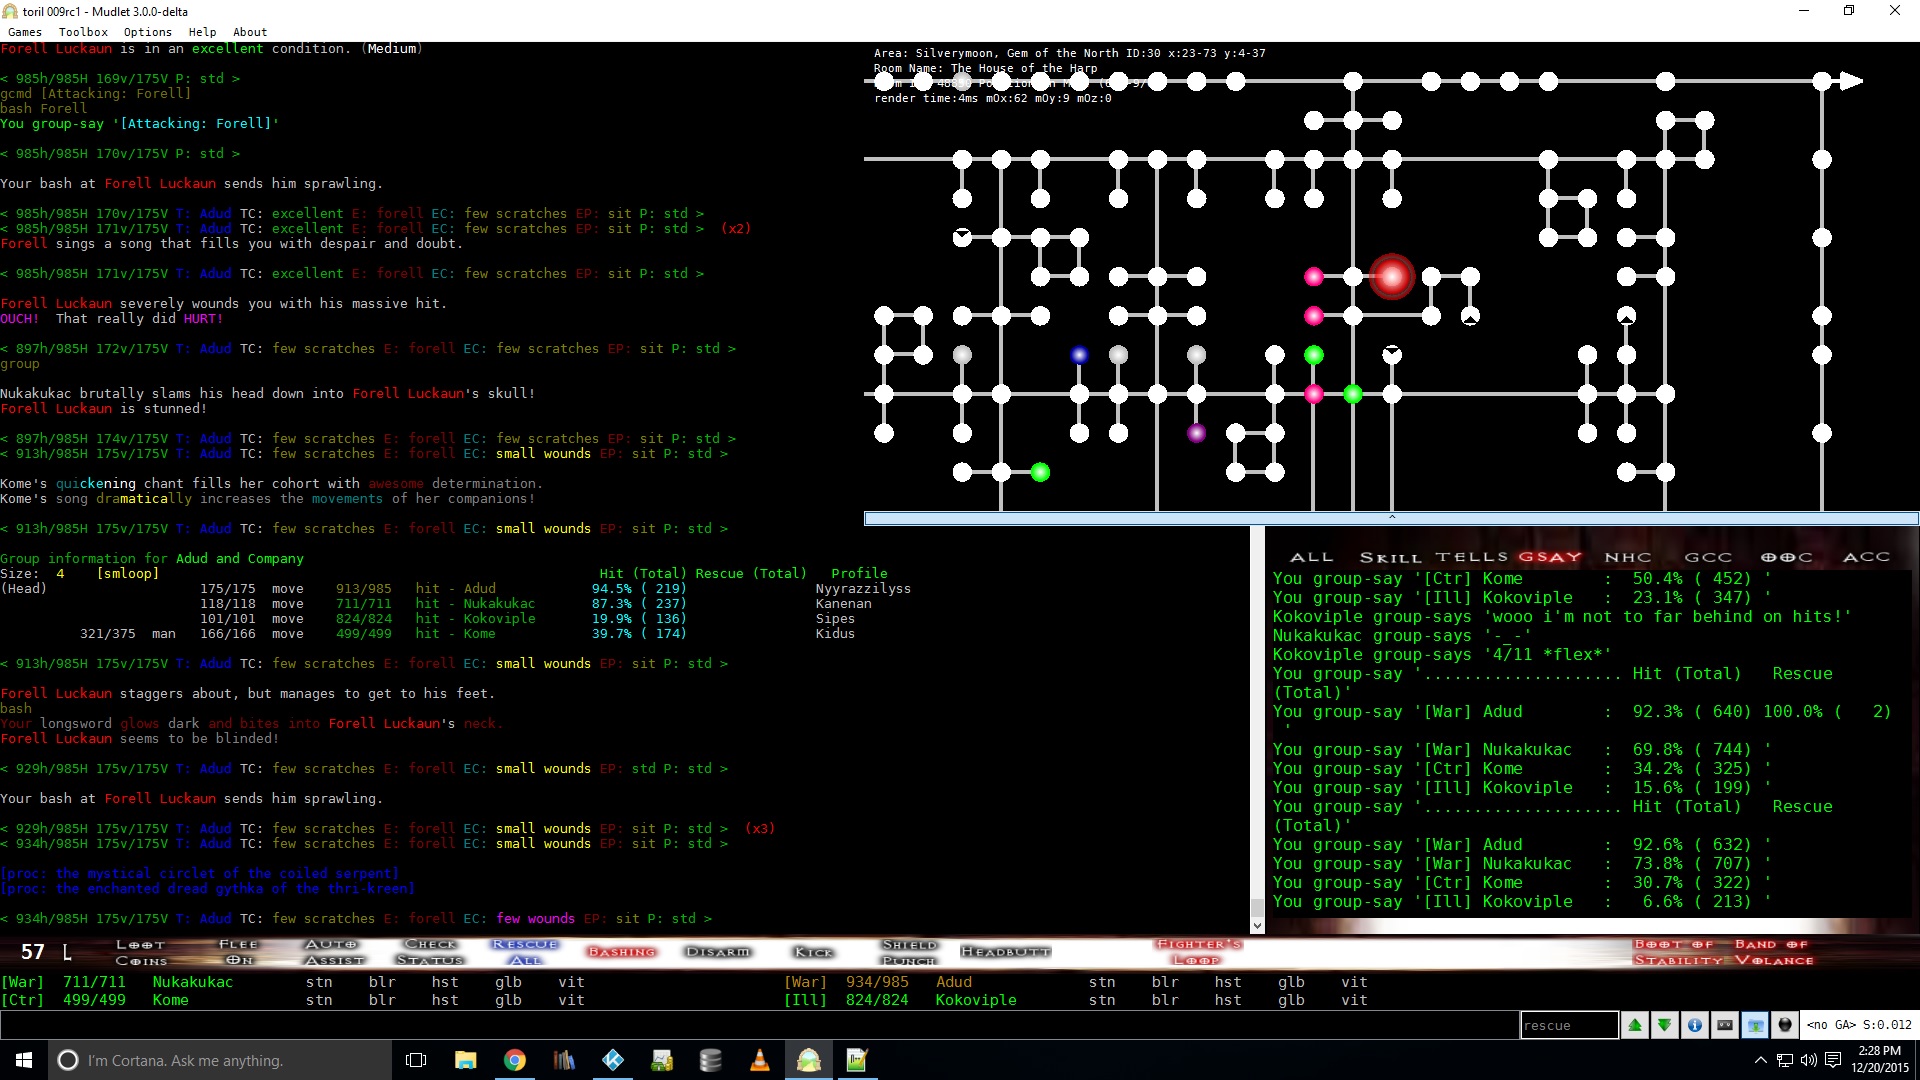 toril 009rc1 - Mudlet 3.0.0-delta
Games Toolbox Options Help About
Forell Luckaun is in an excellent condition. (Medium)
< 985h/985H 169v/175V P: std >
gcmd [Attacking: Forell]
bash Forell
You group-say '[Attacking: Forell]'
< 985h/985H 170v/175V P: std >
Your bash at Forell Luckaun sends him sprawling.
< 985h/985H 170v/175V T: Adud TC: excellent E: forell EC: few scratches EP: sit P: std >
< 985h/985H 171v/175V T: Adud TC: excellent E: forell EC: few scratches EP: sit P: std > (x2)
Forell sings a song that fills you with despair and doubt.
< 985h/985H 171v/175V T: Adud TC: excellent E: forell EC: few scratches EP: sit P: std >
Forell Luckaun severely wounds you with his massive hit.
OUCH! That really did HURT!
< 897h/985H 172v/175V T: Adud TC: few scratches E: forell EC: few scratches EP: sit P: std >
group
Nukakukac brutally slams his head down into Forell Luckaun's skull!
Forell Luckaun is stunned!
< 897h/985H 174v/175V T: Adud TC: few scratches E: forell EC: few scratches EP: sit P: std >
< 913h/985H 175v/175V T: Adud TC: few scratches E: forell EC: small wounds EP: sit P: std >
Kome's quickening chant fills her cohort with awesome determination.
Kome's song dramatically increases the movements of her companions!
< 913h/985H 175v/175V T: Adud TC: few scratches E: forell EC: small wounds EP: sit P: std >
Group information for Adud and Company
Size: 4 [smloop] Hit (Total) Rescue (Total) Profile
(Head) 175/175 move 913/985 hit - Adud 94.5% ( 219) Nyyrazzilyss
118/118 move 711/711 hit - Nukakukac 87.3% ( 237) Kanenan
101/101 move 824/824 hit - Kokoviple 19.9% ( 136) Sipes
321/375 man 166/166 move 499/499 hit - Kome 39.7% ( 174) Kidus
< 913h/985H 175v/175V T: Adud TC: few scratches E: forell EC: small wounds EP: sit P: std >
Forell Luckaun staggers about, but manages to get to his feet.
bash
Your longsword glows dark and bites into Forell Luckaun's neck.
Forell Luckaun seems to be blinded!
< 929h/985H 175v/175V T: Adud TC: few scratches E: forell EC: small wounds EP: std P: std >
Your bash at Forell Luckaun sends him sprawling.
< 929h/985H 175v/175V T: Adud TC: few scratches E: forell EC: small wounds EP: sit P: std > (x3)
< 934h/985H 175v/175V T: Adud TC: few scratches E: forell EC: small wounds EP: sit P: std >
[proc: the mystical circlet of the coiled serpent]
[proc: the enchanted dread gythka of the thri-kreen]
< 934h/985H 175v/175V T: Adud TC: few scratches E: forell EC: few wounds EP: sit P: std >
Area: Silverymoon, Gem of the North ID:30 x:23-73 y:4-37
Room Name: The House of the Harp
render time:4ms mOx:62 mOy:9 mOz:0
ALL SKILL TELLS GSAY NHC GCC OOC ACC
You group-say '[Ctr] Kome : 50.4% ( 452) '
You group-say '[Ill] Kokoviple : 23.1% ( 347) '
Kokoviple group-says 'wooo i'm not to far behind on hits!'
Nukakukac group-says '-_-'
Kokoviple group-says '4/11 *flex*'
You group-say '..................... Hit (Total) Rescue
(Total)'
You group-say '[War] Adud : 92.3% ( 640) 100.0% ( 2)
'
You group-say '[War] Nukakukac : 69.8% ( 744) '
You group-say '[Ctr] Kome : 34.2% ( 325) '
You group-say '[Ill] Kokoviple : 15.6% ( 199) '
You group-say '..................... Hit (Total) Rescue
(Total)'
You group-say '[War] Adud : 92.6% ( 632) '
You group-say '[War] Nukakukac : 73.8% ( 707) '
You group-say '[Ctr] Kome : 30.7% ( 322) '
You group-say '[Ill] Kokoviple : 6.6% ( 213) '
57 L
LOOT COINS
FLEE ON
AUTO ASSIST
CHECK STATUS
RESCUE ALL
BASHING
DISARM
KICK
SHIELD PUNCH
HEADBUTT
FIGHTER'S LOOP
BOOT OF STABILITY
BAND OF VOLANCE
[War] 711/711 Nukakukac stn blr hst glb vit [War] 934/985 Adud stn blr hst glb vit
[Ctr] 499/499 Kome stn blr hst glb vit [Ill] 824/824 Kokoviple stn blr hst glb vit
rescue
<no GA> S:0.012
I'm Cortana. Ask me anything.
2:28 PM
12/20/2015